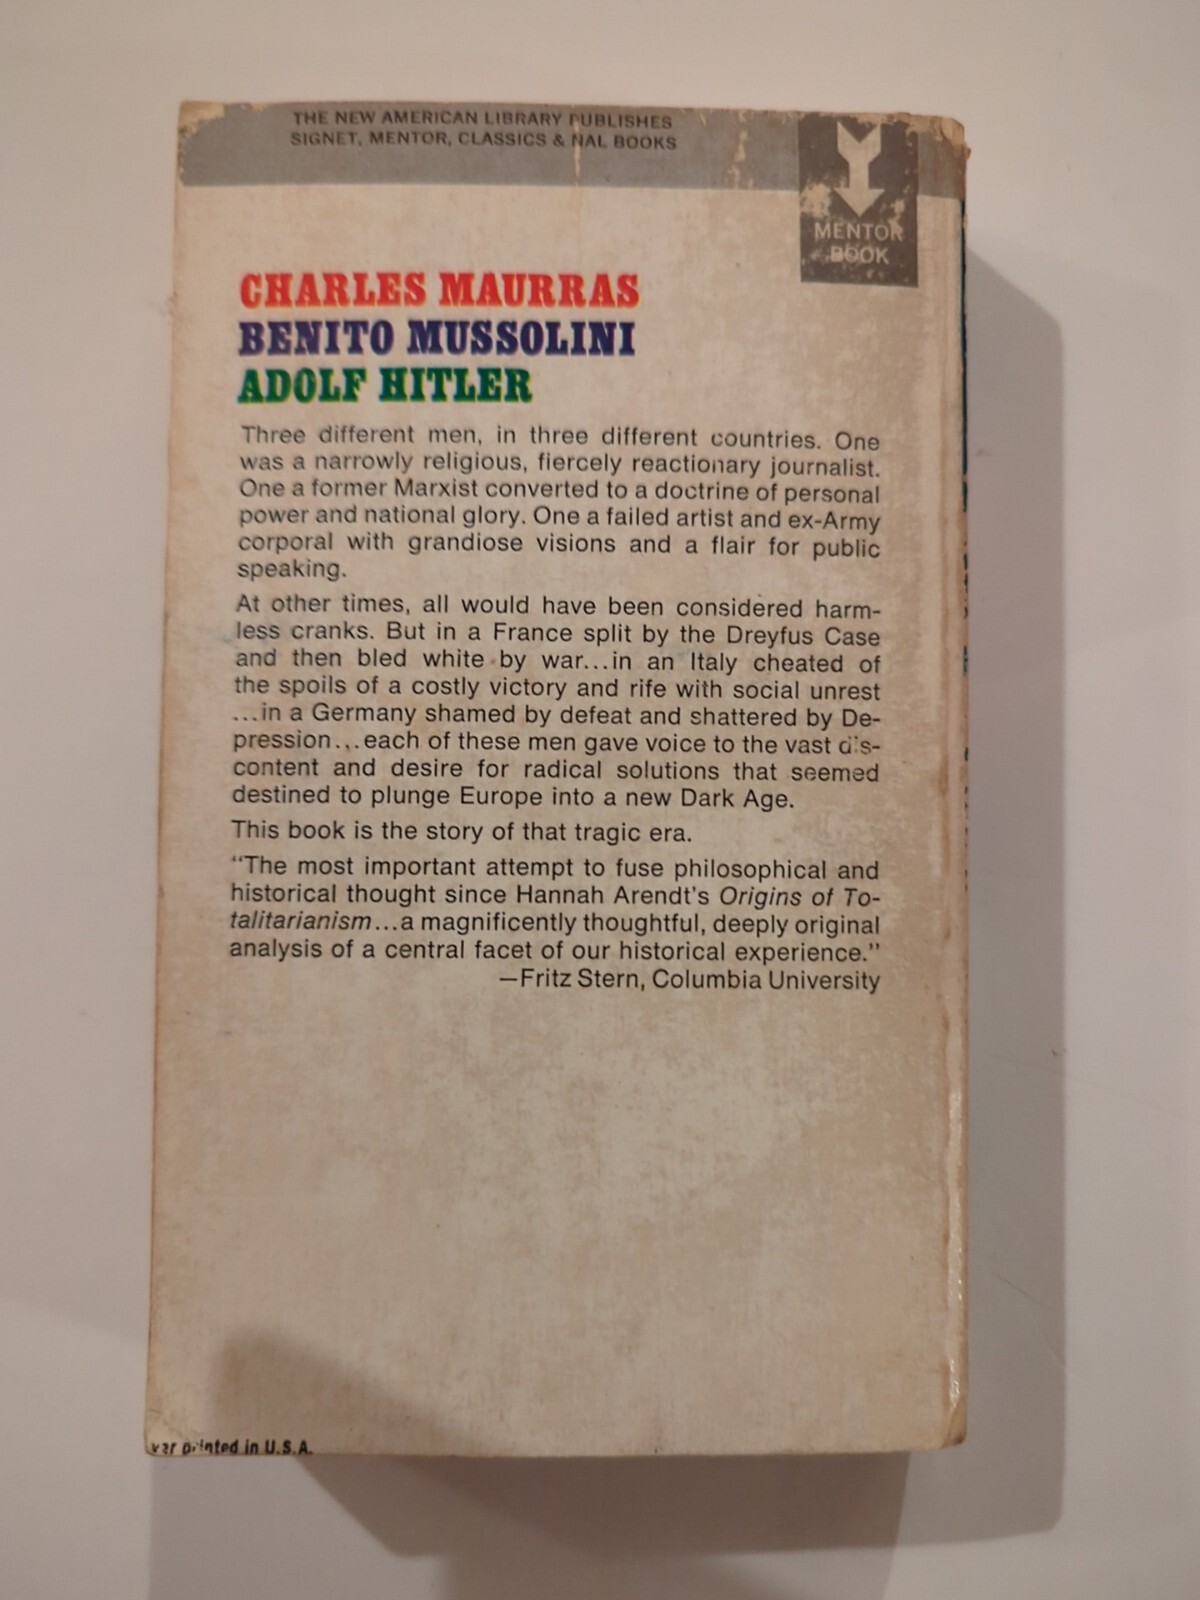 THE NEW AMERICAN LIBRARY PUBLISHES
SIGNET, MENTOR, CLASSICS & NAL BOOKS
MENTOR
BOOK
CHARLES MAURRAS
BENITO MUSSOLINI
ADOLF HITLER
Three different men, in three different countries. One
was a narrowly religious, fiercely reactionary journalist.
One a former Marxist converted to a doctrine of personal
power and national glory. One a failed artist and ex-Army
corporal with grandiose visions and a flair for public
speaking.
At other times, all would have been considered harm-
less cranks. But in a France split by the Dreyfus Case
and then bled white by war...in an Italy cheated of
the spoils of a costly victory and rife with social unrest
...in a Germany shamed by defeat and shattered by De-
pression...each of these men gave voice to the vast dis-
content and desire for radical solutions that seemed
destined to plunge Europe into a new Dark Age.
This book is the story of that tragic era.
"The most important attempt to fuse philosophical and
historical thought since Hannah Arendt's Origins of To-
talitarianism...a magnificently thoughtful, deeply original
analysis of a central facet of our historical experience."
—Fritz Stern, Columbia University
printed in U.S.A.